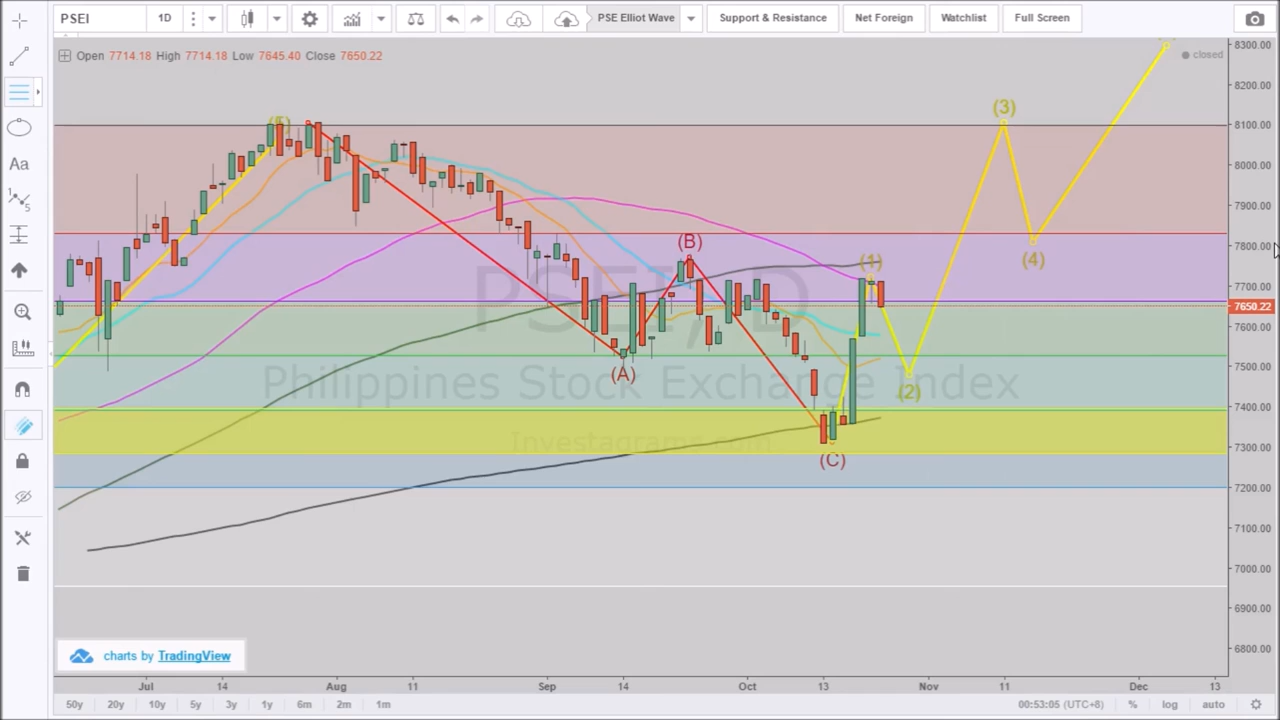 PSEI 1D PSE Elliot Wave Support & Resistance Net Foreign Watchlist Full Screen
Open 7714.18 High 7714.18 Low 7645.40 Close 7650.22
closed
8300.00
8200.00
8100.00
8000.00
7900.00
7800.00
7700.00
7650.22
7600.00
7500.00
7400.00
7300.00
7200.00
7100.00
7000.00
6900.00
6800.00
Aa
(A)
(B)
(C)
(1)
(2)
(3)
(4)
PSEI, D
Philippines Stock Exchange Index
Investagrams.com
charts by TradingView
Jul 14 Aug 11 Sep 14 Oct 13 Nov 11 Dec 13
50y 20y 10y 5y 3y 1y 6m 2m 1m 00:53:05 (UTC+8) % log auto